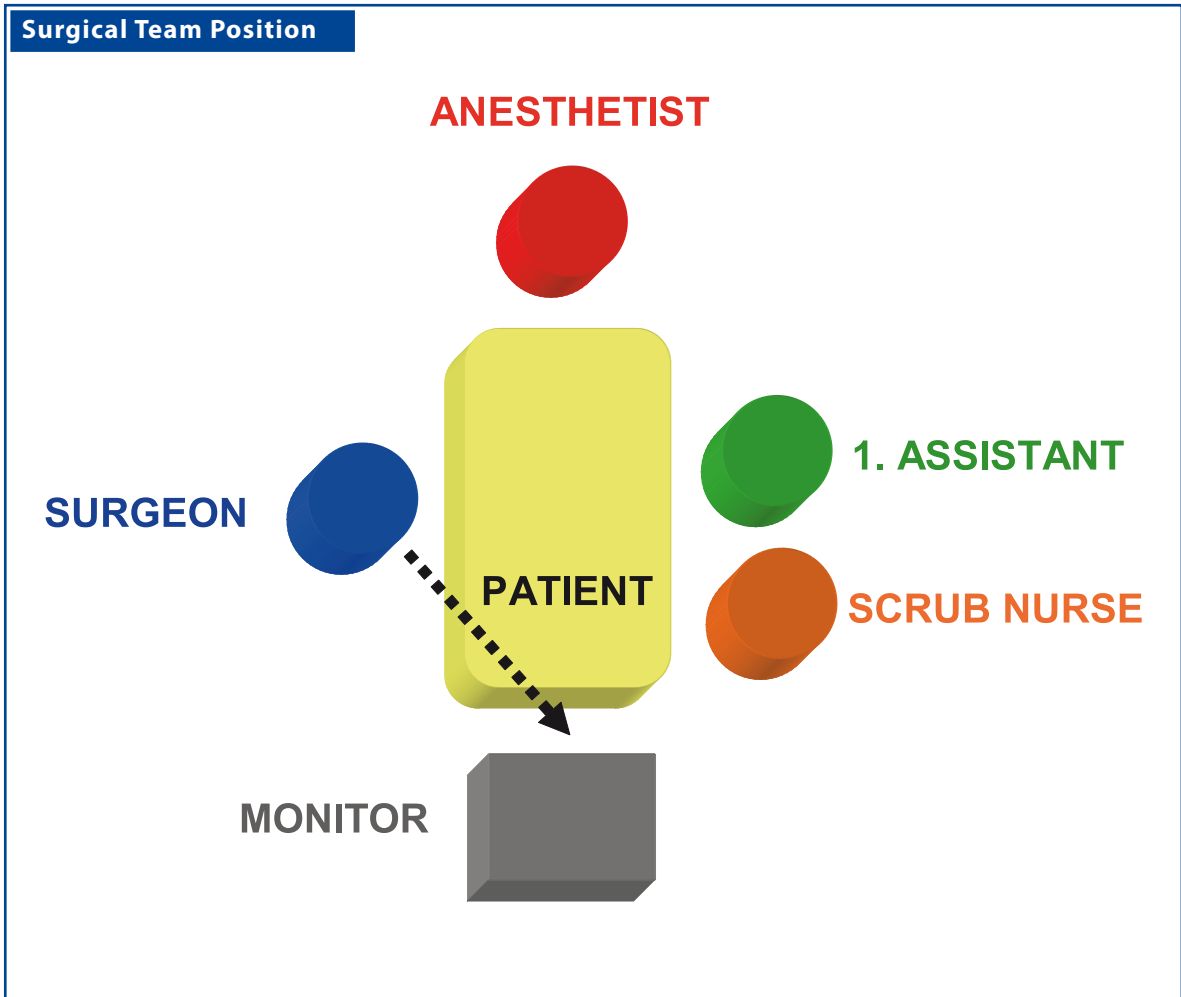 Surgical Team Position
ANESTHETIST
1. ASSISTANT
SURGEON
PATIENT
SCRUB NURSE
MONITOR